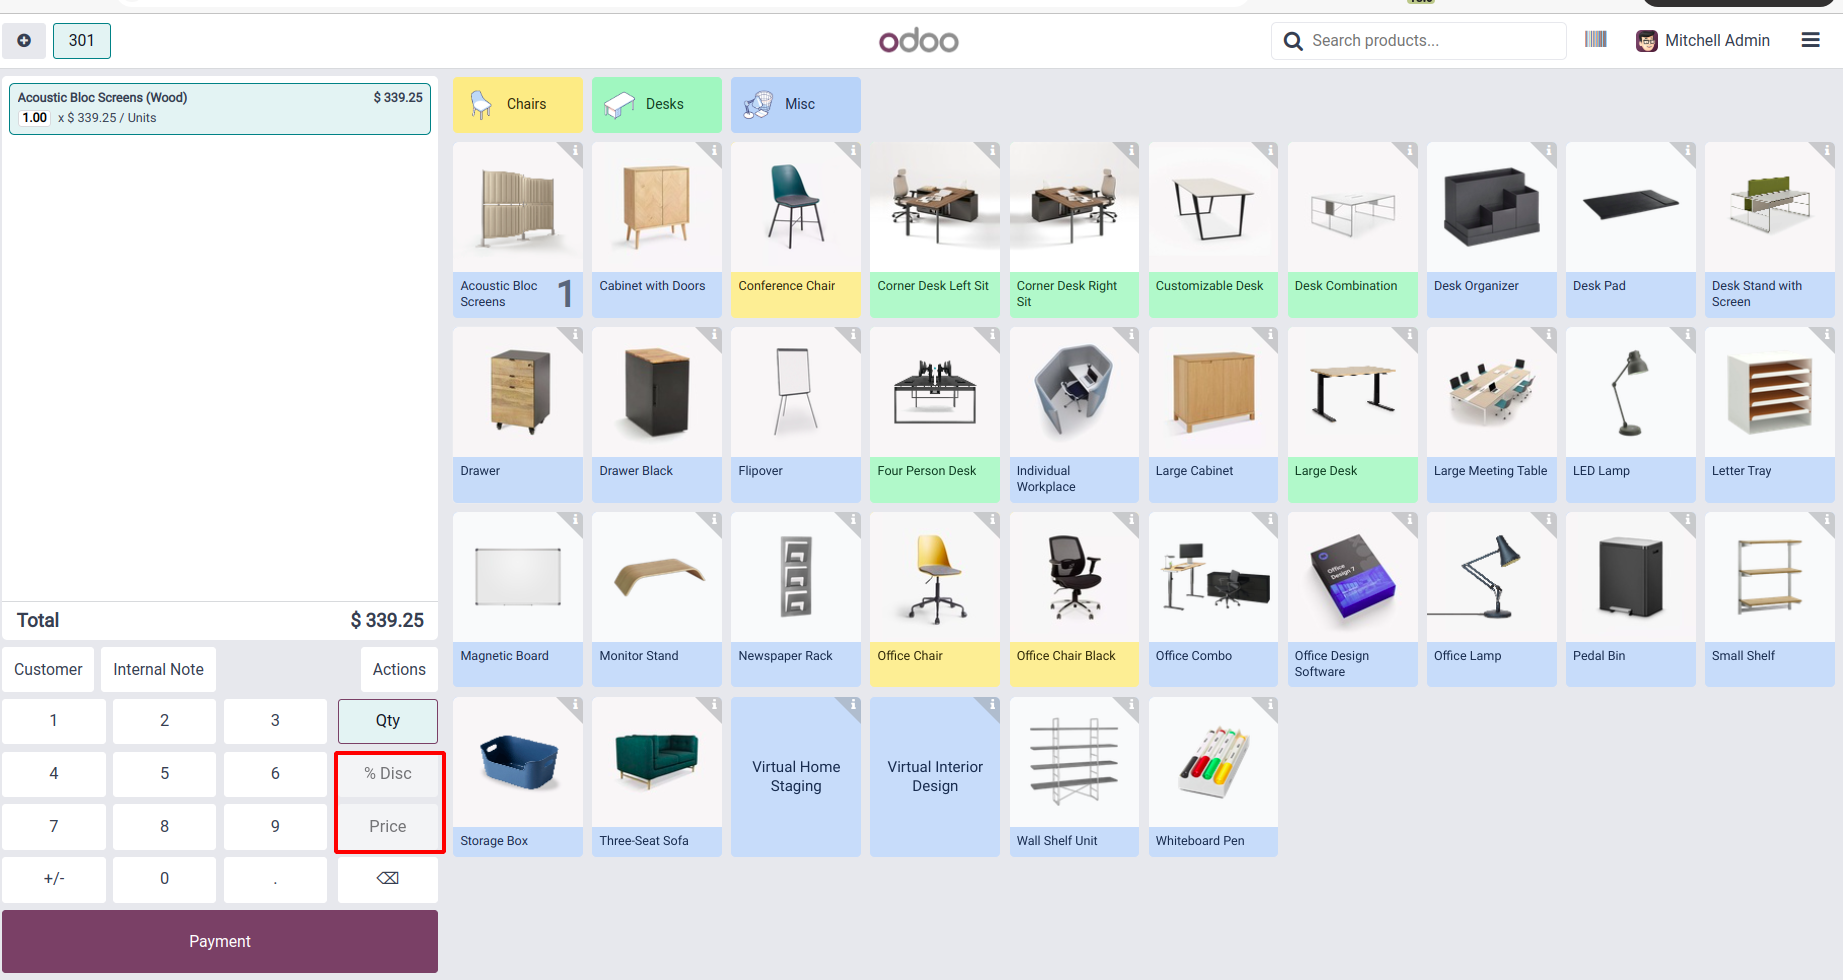 301
odoo
Search products...
Mitchell Admin
Acoustic Bloc Screens (Wood) $ 339.25
1.00 x $ 339.25 / Units
Total $ 339.25
Customer Internal Note Actions
1 2 3 Qty
4 5 6 % Disc
7 8 9 Price
+/- 0 . ⌫
Payment
Chairs Desks Misc
Acoustic Bloc
Screens
1
Cabinet with Doors
Conference Chair
Corner Desk Left Sit
Corner Desk Right
Sit
Customizable Desk
Desk Combination
Desk Organizer
Desk Pad
Desk Stand with
Screen
Drawer
Drawer Black
Flipover
Four Person Desk
Individual
Workplace
Large Cabinet
Large Desk
Large Meeting Table
LED Lamp
Letter Tray
Magnetic Board
Monitor Stand
Newspaper Rack
Office Chair
Office Chair Black
Office Combo
Office
Design 7
Office Design
Software
Office Lamp
Pedal Bin
Small Shelf
Storage Box
Three-Seat Sofa
Virtual Home
Staging
Virtual Interior
Design
Wall Shelf Unit
Whiteboard Pen